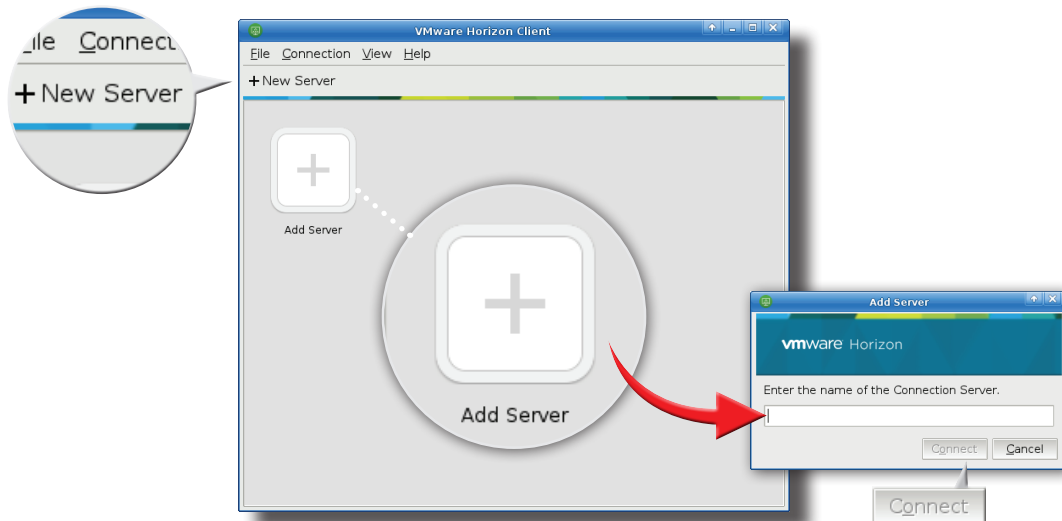 ile Connect
+ New Server
VMware Horizon Client
File Connection View Help
+ New Server
Add Server
Add Server
Add Server
vmware Horizon
Enter the name of the Connection Server.
Connect Cancel
Connect